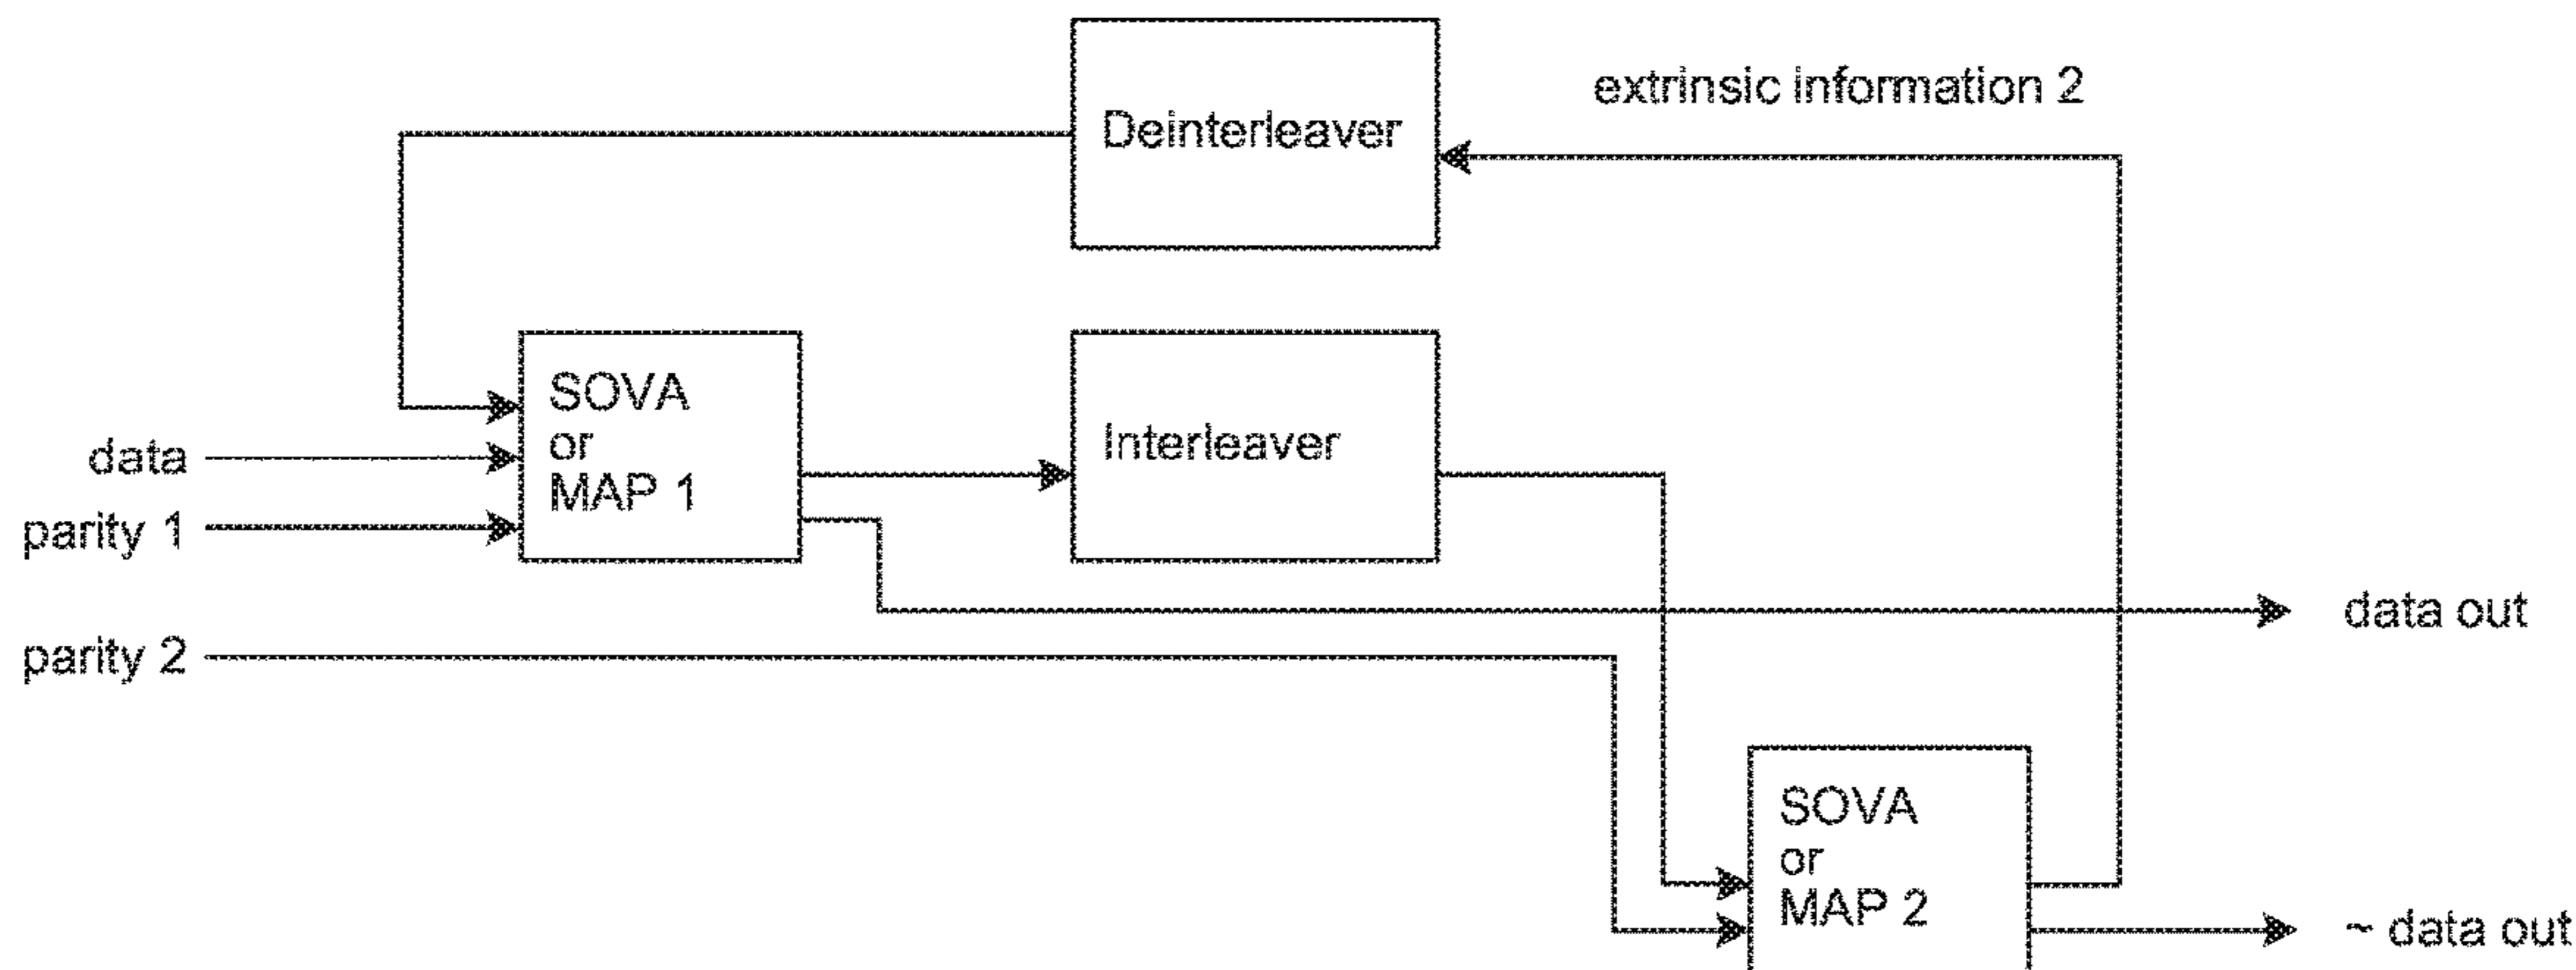 extrinsic information 2
Deinterleaver
SOVA
or
MAP 1
Interleaver
data
parity 1
parity 2
data out
SOVA
or
MAP 2
~ data out